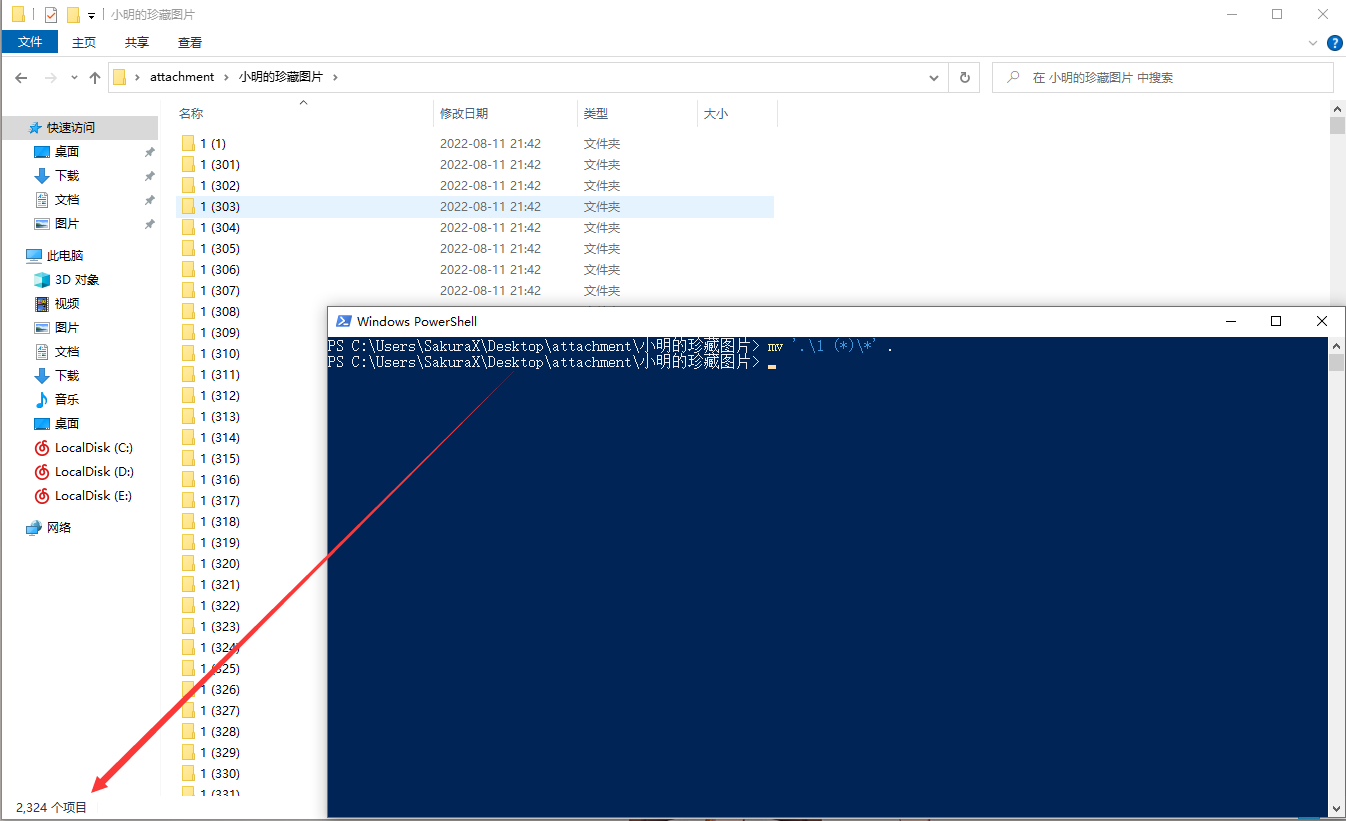 小明的珍藏图片
文件 主页 共享 查看
attachment 小明的珍藏图片 在 小明的珍藏图片 中搜索
名称 修改日期 类型 大小
快速访问
桌面
下载
文档
图片
此电脑
3D 对象
视频
图片
文档
下载
音乐
桌面
LocalDisk (C:)
LocalDisk (D:)
LocalDisk (E:)
网络
1 (1) 2022-08-11 21:42 文件夹
1 (301) 2022-08-11 21:42 文件夹
1 (302) 2022-08-11 21:42 文件夹
1 (303) 2022-08-11 21:42 文件夹
1 (304) 2022-08-11 21:42 文件夹
1 (305) 2022-08-11 21:42 文件夹
1 (306) 2022-08-11 21:42 文件夹
1 (307) 2022-08-11 21:42 文件夹
1 (308)
1 (309)
1 (310)
1 (311)
1 (312)
1 (313)
1 (314)
1 (315)
1 (316)
1 (317)
1 (318)
1 (319)
1 (320)
1 (321)
1 (322)
1 (323)
1 (324)
1 (325)
1 (326)
1 (327)
1 (328)
1 (329)
1 (330)
1 (331)
2,324 个项目
Windows PowerShell
PS C:\Users\SakuraX\Desktop\attachment\小明的珍藏图片> mv '.\1 (*)\*' .
PS C:\Users\SakuraX\Desktop\attachment\小明的珍藏图片>